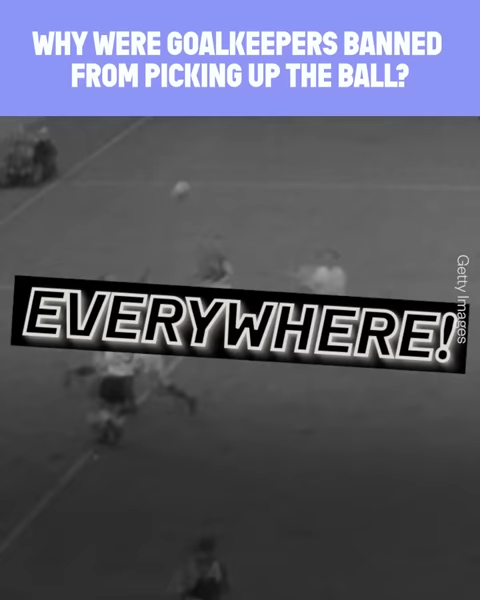 WHY WERE GOALKEEPERS BANNED
FROM PICKING UP THE BALL?
EVERYWHERE!
Getty Images